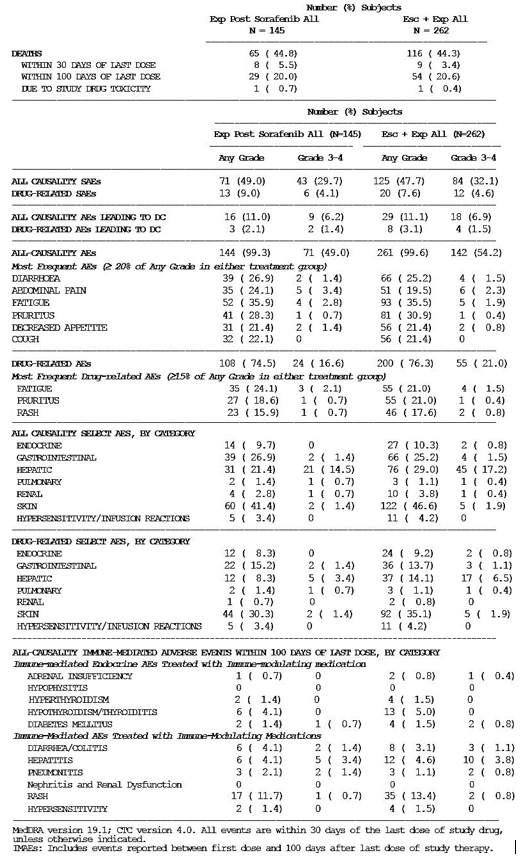 Number (%) Subjects
Exp Post Sorafenib All Esc + Exp All
N = 145 N = 262
DEATHS 65 ( 44.8) 116 ( 44.3)
WITHIN 30 DAYS OF LAST DOSE 8 ( 5.5) 9 ( 3.4)
WITHIN 100 DAYS OF LAST DOSE 29 ( 20.0) 54 ( 20.6)
DUE TO STUDY DRUG TOXICITY 1 ( 0.7) 1 ( 0.4)
Number (%) Subjects
Exp Post Sorafenib All (N=145) Esc + Exp All (N=262)
Any Grade Grade 3-4 Any Grade Grade 3-4
ALL CAUSALITY SAEs 71 (49.0) 43 (29.7) 125 (47.7) 84 (32.1)
DRUG-RELATED SAEs 13 (9.0) 6 (4.1) 20 (7.6) 12 (4.6)
ALL CAUSALITY AEs LEADING TO DC 16 (11.0) 9 (6.2) 29 (11.1) 18 (6.9)
DRUG-RELATED AEs LEADING TO DC 3 (2.1) 2 (1.4) 8 (3.1) 4 (1.5)
ALL-CAUSALITY AEs 144 (99.3) 71 (49.0) 261 (99.6) 142 (54.2)
Most Frequent AEs (≥ 20% of Any Grade in either treatment group)
DIARRHOEA 39 ( 26.9) 2 ( 1.4) 66 ( 25.2) 4 ( 1.5)
ABDOMINAL PAIN 35 ( 24.1) 5 ( 3.4) 51 ( 19.5) 6 ( 2.3)
FATIGUE 52 ( 35.9) 4 ( 2.8) 93 ( 35.5) 5 ( 1.9)
PRURITUS 41 ( 28.3) 1 ( 0.7) 81 ( 30.9) 1 ( 0.4)
DECREASED APPETITE 31 ( 21.4) 2 ( 1.4) 56 ( 21.4) 2 ( 0.8)
COUGH 32 ( 22.1) 0 56 ( 21.4) 0
DRUG-RELATED AEs 108 ( 74.5) 24 ( 16.6) 200 ( 76.3) 55 ( 21.0)
Most Frequent Drug-related AEs (≥15% of Any Grade in either treatment group)
FATIGUE 35 ( 24.1) 3 ( 2.1) 55 ( 21.0) 4 ( 1.5)
PRURITUS 27 ( 18.6) 1 ( 0.7) 55 ( 21.0) 1 ( 0.4)
RASH 23 ( 15.9) 1 ( 0.7) 46 ( 17.6) 2 ( 0.8)
ALL CAUSALITY SELECT AES, BY CATEGORY
ENDOCRINE 14 ( 9.7) 0 27 ( 10.3) 2 ( 0.8)
GASTROINTESTINAL 39 ( 26.9) 2 ( 1.4) 66 ( 25.2) 4 ( 1.5)
HEPATIC 31 ( 21.4) 21 ( 14.5) 76 ( 29.0) 45 ( 17.2)
PULMONARY 2 ( 1.4) 1 ( 0.7) 3 ( 1.1) 1 ( 0.4)
RENAL 4 ( 2.8) 1 ( 0.7) 10 ( 3.8) 1 ( 0.4)
SKIN 60 ( 41.4) 2 ( 1.4) 122 ( 46.6) 5 ( 1.9)
HYPERSENSITIVITY/INFUSION REACTIONS 5 ( 3.4) 0 11 ( 4.2) 0
DRUG-RELATED SELECT AES, BY CATEGORY
ENDOCRINE 12 ( 8.3) 0 24 ( 9.2) 2 ( 0.8)
GASTROINTESTINAL 22 ( 15.2) 2 ( 1.4) 36 ( 13.7) 3 ( 1.1)
HEPATIC 12 ( 8.3) 5 ( 3.4) 37 ( 14.1) 17 ( 6.5)
PULMONARY 2 ( 1.4) 1 ( 0.7) 3 ( 1.1) 1 ( 0.4)
RENAL 1 ( 0.7) 0 2 ( 0.8) 0
SKIN 44 ( 30.3) 2 ( 1.4) 92 ( 35.1) 5 ( 1.9)
HYPERSENSITIVITY/INFUSION REACTIONS 5 ( 3.4) 0 11 ( 4.2) 0
ALL-CAUSALITY IMMUNE-MEDIATED ADVERSE EVENTS WITHIN 100 DAYS OF LAST DOSE, BY CATEGORY
Immune-mediated Endocrine AEs Treated with Immune-modulating medication
ADRENAL INSUFFICIENCY 1 ( 0.7) 0 2 ( 0.8) 1 ( 0.4)
HYPOPHYSITIS 0 0 0 0
HYPERTHYROIDISM 2 ( 1.4) 0 4 ( 1.5) 0
HYPOTHYROIDISM/THYROIDITIS 6 ( 4.1) 0 13 ( 5.0) 0
DIABETES MELLITUS 2 ( 1.4) 1 ( 0.7) 4 ( 1.5) 2 ( 0.8)
Immune-Mediated AEs Treated with Immune-Modulating Medications
DIARRHEA/COLITIS 6 ( 4.1) 2 ( 1.4) 8 ( 3.1) 3 ( 1.1)
HEPATITIS 6 ( 4.1) 5 ( 3.4) 12 ( 4.6) 10 ( 3.8)
PNEUMONITIS 3 ( 2.1) 2 ( 1.4) 3 ( 1.1) 2 ( 0.8)
Nephritis and Renal Dysfunction 0 0 0 0
RASH 17 ( 11.7) 1 ( 0.7) 35 ( 13.4) 2 ( 0.8)
HYPERSENSITIVITY 2 ( 1.4) 0 4 ( 1.5) 0
MedDRA version 19.1; CTC version 4.0. All events are within 30 days of the last dose of study drug,
unless otherwise indicated.
IMAEs: Includes events reported between first dose and 100 days after last dose of study therapy.